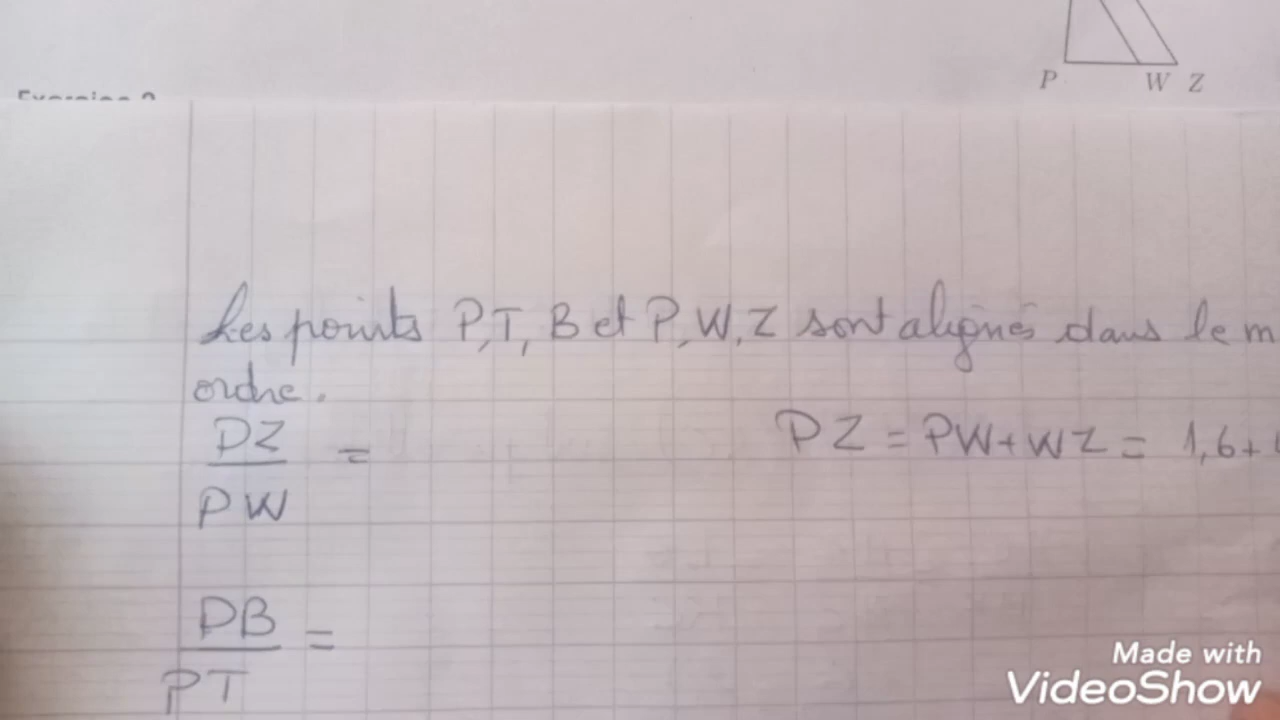 P W Z
Les points P, T, B et P, W, Z sont alignés dans le m
ordre.
PZ
PW =
PZ = PW + WZ = 1,6 +
PB
PT =
Made with
VideoShow